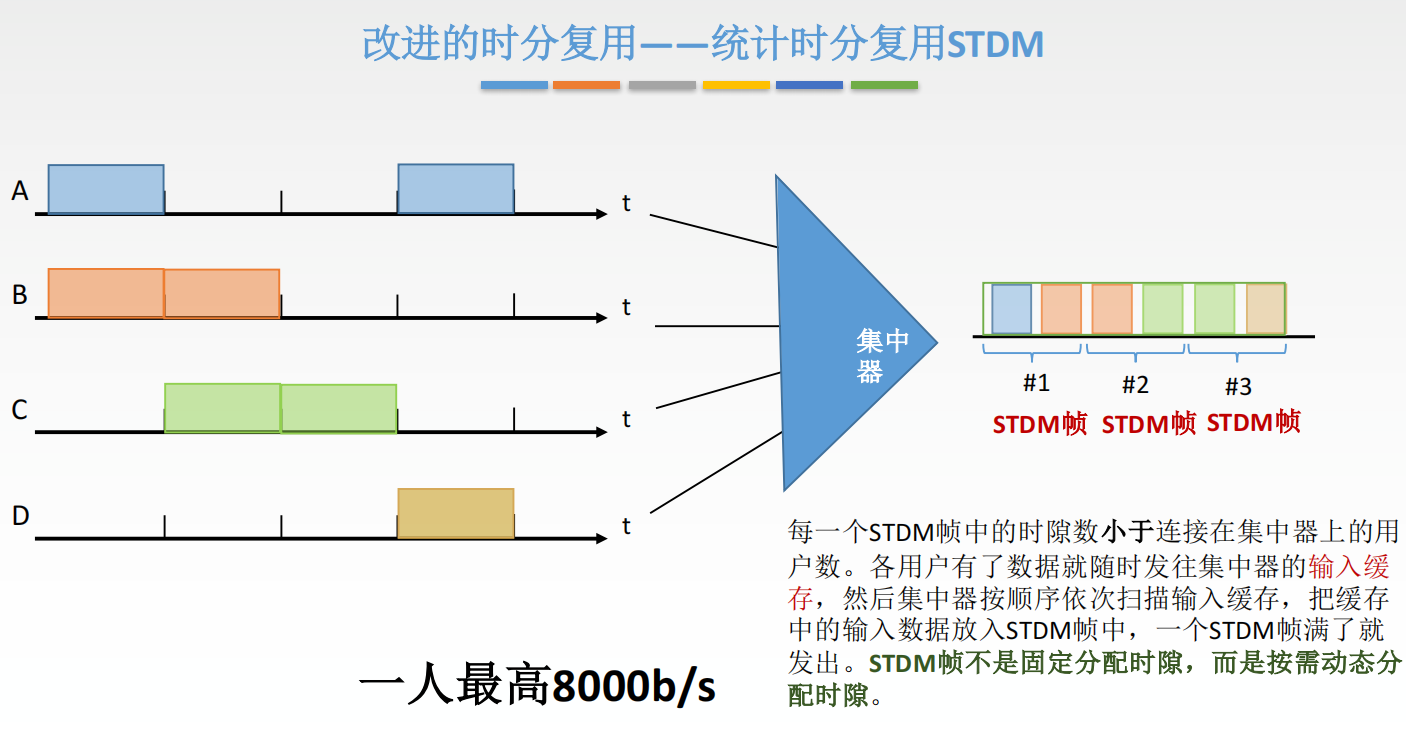 改进的时分复用——统计时分复用STDM
A
t
B
t
C
t
D
t
集中
器
#1
#2
#3
STDM帧
STDM帧
STDM帧
每一个STDM帧中的时隙数小于连接在集中器上的用
户数。各用户有了数据就随时发往集中器的输入缓
存，然后集中器按顺序依次扫描输入缓存，把缓存
中的输入数据放入STDM帧中，一个STDM帧满了就
发出。STDM帧不是固定分配时隙，而是按需动态分
配时隙。
一人最高8000b/s